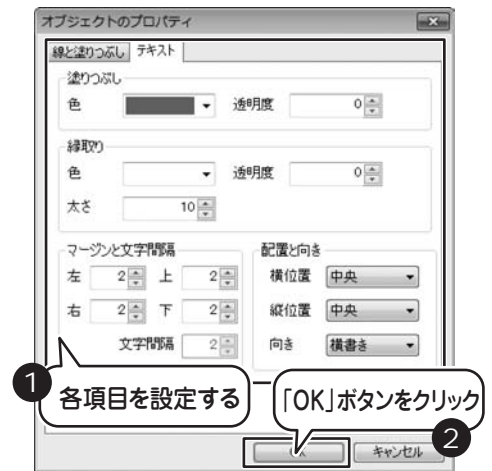 オブジェクトのプロパティ
線と塗りつぶし テキスト
塗りつぶし
色 透明度 0
縁取り
色 透明度 0
太さ 10
マージンと文字間隔 配置と向き
左 2 上 2 横位置 中央
右 2 下 2 縦位置 中央
文字間隔 2 向き 横書き
1 各項目を設定する
「OK」ボタンをクリック
2
キャンセル